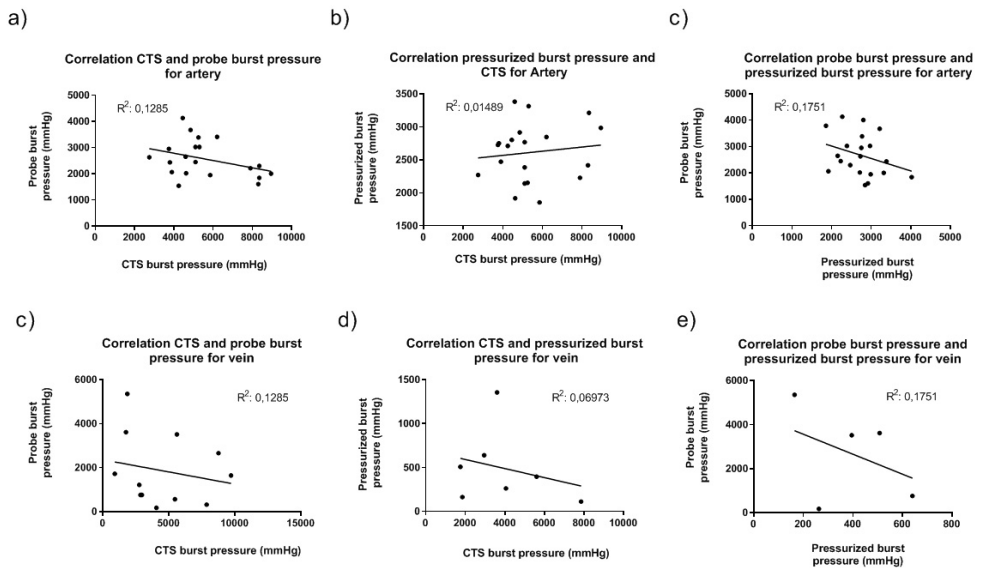 a)
Correlation CTS and probe burst pressure
for artery
R2: 0,1285
Probe burst
pressure (mmHg)
5000
4000
3000
2000
1000
0
0 2000 4000 6000 8000 10000
CTS burst pressure (mmHg)
b)
Correlation pressurized burst pressure and
CTS for Artery
R2: 0,01489
Pressurized burst
pressure (mmHg)
3500
3000
2500
2000
1500
0 2000 4000 6000 8000 10000
CTS burst pressure (mmHg)
c)
Correlation probe burst pressure and
pressurized burst pressure for artery
R2: 0,1751
Probe burst
pressure (mmHg)
5000
4000
3000
2000
1000
0
0 1000 2000 3000 4000 5000
Pressurized burst
pressure (mmHg)
c)
Correlation CTS and probe burst
pressure for vein
R2: 0,1285
Probe burst
pressure (mmHg)
6000
4000
2000
0
0 5000 10000 15000
CTS burst pressure (mmHg)
d)
Correlation CTS and pressurized burst
pressure for vein
R2: 0,06973
Pressurized burst
pressure (mmHg)
1500
1000
500
0
0 2000 4000 6000 8000 10000
CTS burst pressure (mmHg)
e)
Correlation probe burst pressure and
pressurized burst pressure for vein
R2: 0,1751
Probe burst
pressure (mmHg)
6000
4000
2000
0
0 200 400 600 800
Pressurized burst
pressure (mmHg)